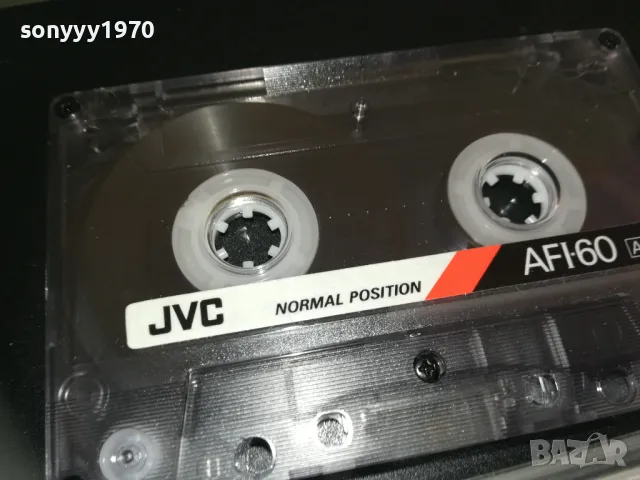 sonyyy1970
JVC NORMAL POSITION AFI·60 A
BAZAR